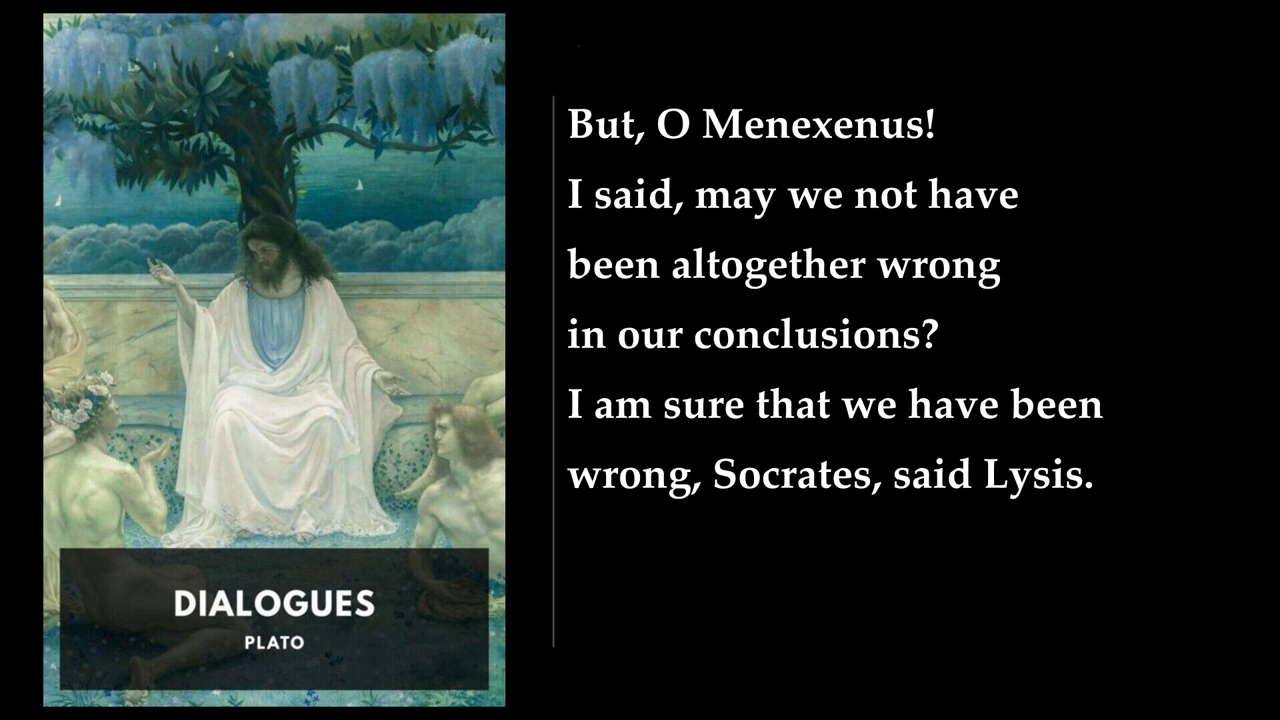 DIALOGUES
PLATO
But, O Menexenus!
I said, may we not have
been altogether wrong
in our conclusions?
I am sure that we have been
wrong, Socrates, said Lysis.